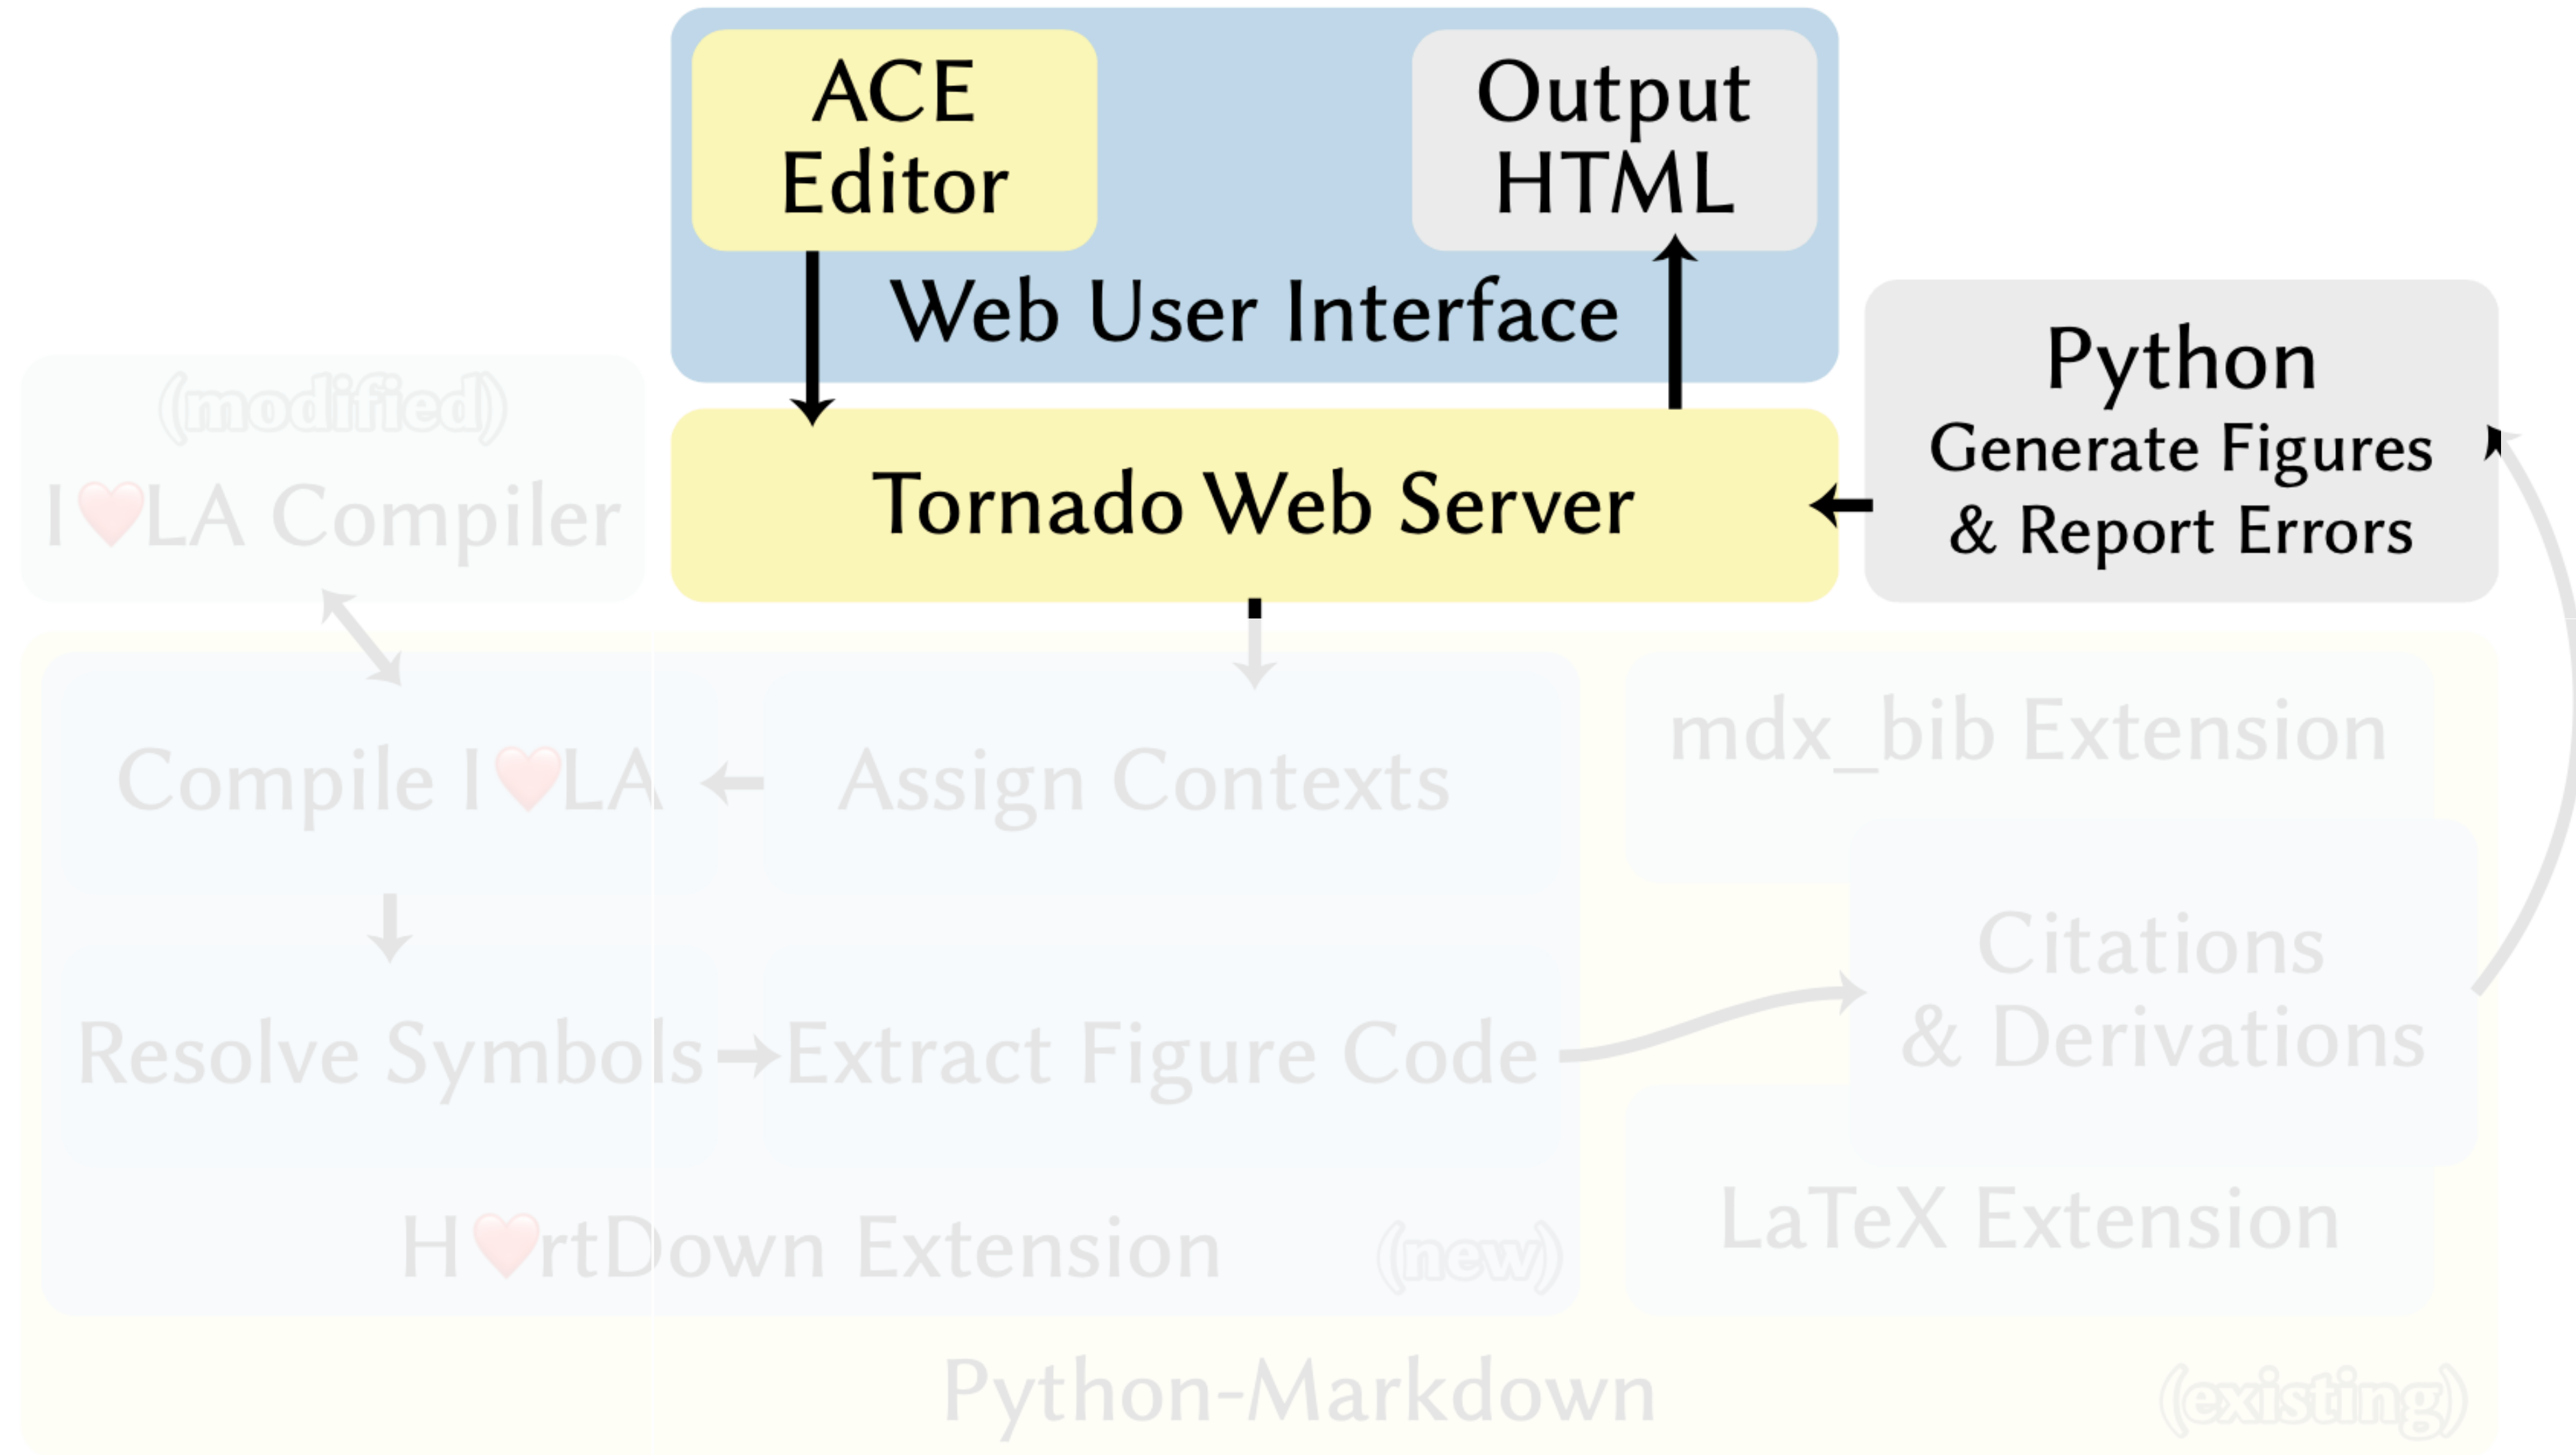 ACE
Editor
Output
HTML
Web User Interface
Tornado Web Server
Python
Generate Figures
& Report Errors
(modified)
I❤️LA Compiler
Compile I❤️LA
Assign Contexts
mdx_bib Extension
Resolve Symbols
Extract Figure Code
Citations
& Derivations
H❤️rtDown Extension
(new)
LaTeX Extension
Python-Markdown
(existing)